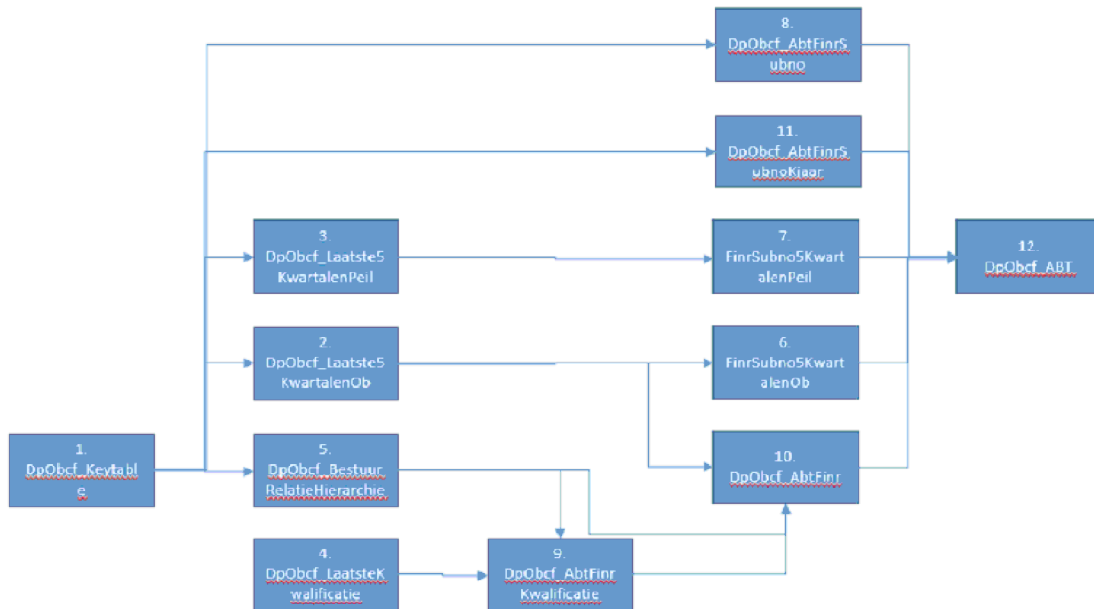 8.
DpObcf_AbtFinrS
ubno
11.
DpObcf_AbtFinrS
ubnoKjaar
3.
DpObcf_Laatste5
KwartalenPeil
7.
FinrSubno5Kwart
alenPeil
12.
DpObcf_ABT
2.
DpObcf_Laatste5
KwartalenOb
6.
FinrSubno5Kwart
alenOb
1.
DpObcf_Keytabl
e
5.
DpObcf_Bestuur
RelatieHierarchie
10.
DpObcf_AbtFinr
4.
DpObcf_LaatsteK
walificatie
9.
DpObcf_AbtFinr
Kwalificatie